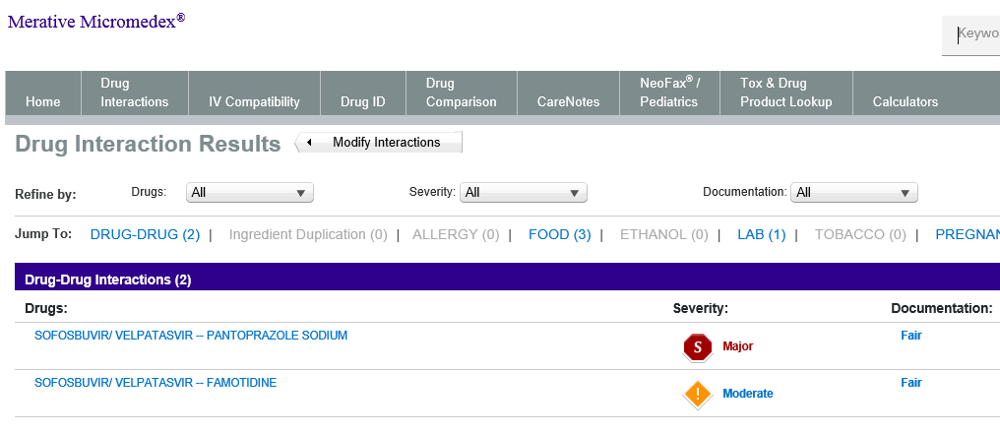 Merative Micromedex®
Keywo
Home
Drug Interactions
IV Compatibility
Drug ID
Drug Comparison
CareNotes
NeoFax® / Pediatrics
Tox & Drug Product Lookup
Calculators
Drug Interaction Results
Modify Interactions
Refine by: Drugs: All Severity: All Documentation: All
Jump To: DRUG-DRUG (2) | Ingredient Duplication (0) | ALLERGY (0) | FOOD (3) | ETHANOL (0) | LAB (1) | TOBACCO (0) | PREGNAN
Drug-Drug Interactions (2)
Drugs: Severity: Documentation:
SOFOSBUVIR/ VELPATASVIR -- PANTOPRAZOLE SODIUM S Major Fair
SOFOSBUVIR/ VELPATASVIR -- FAMOTIDINE ! Moderate Fair